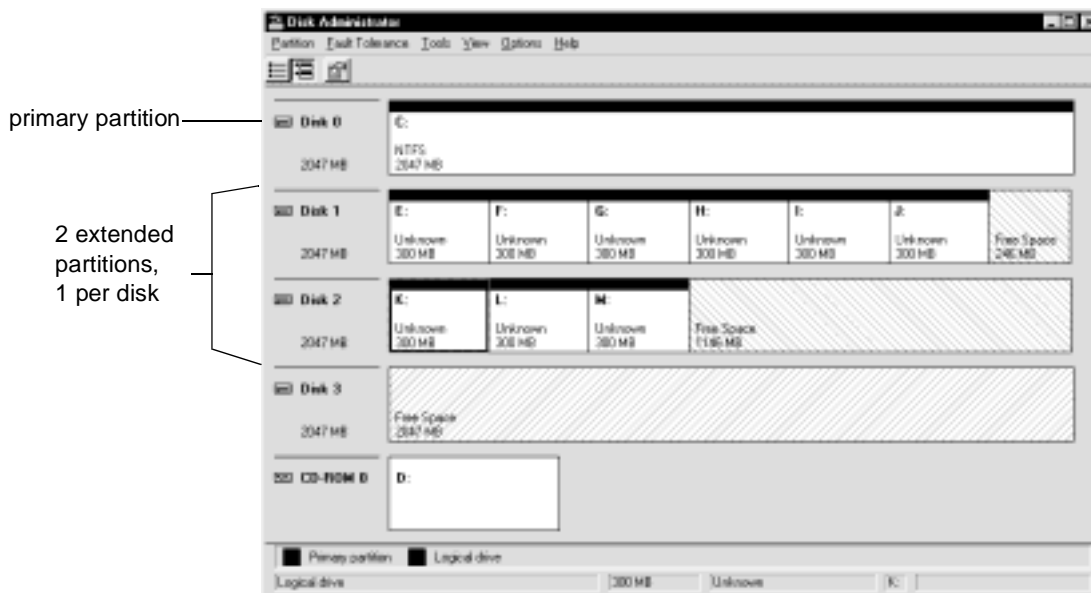 Disk Administrator
Partition Fault Tolerance Tools View Options Help
primary partition
Disk 0
2047 MB
C:
NTFS
2047 MB
2 extended
partitions,
1 per disk
Disk 1
2047 MB
E:
Unknown
300 MB
F:
Unknown
300 MB
G:
Unknown
300 MB
H:
Unknown
300 MB
I:
Unknown
300 MB
J:
Unknown
300 MB
Free Space
246 MB
Disk 2
2047 MB
K:
Unknown
300 MB
L:
Unknown
300 MB
M:
Unknown
300 MB
Free Space
1146 MB
Disk 3
2047 MB
Free Space
2047 MB
CD-ROM 0
D:
Primary partition Logical drive
Logical drive 300 MB Unknown K: